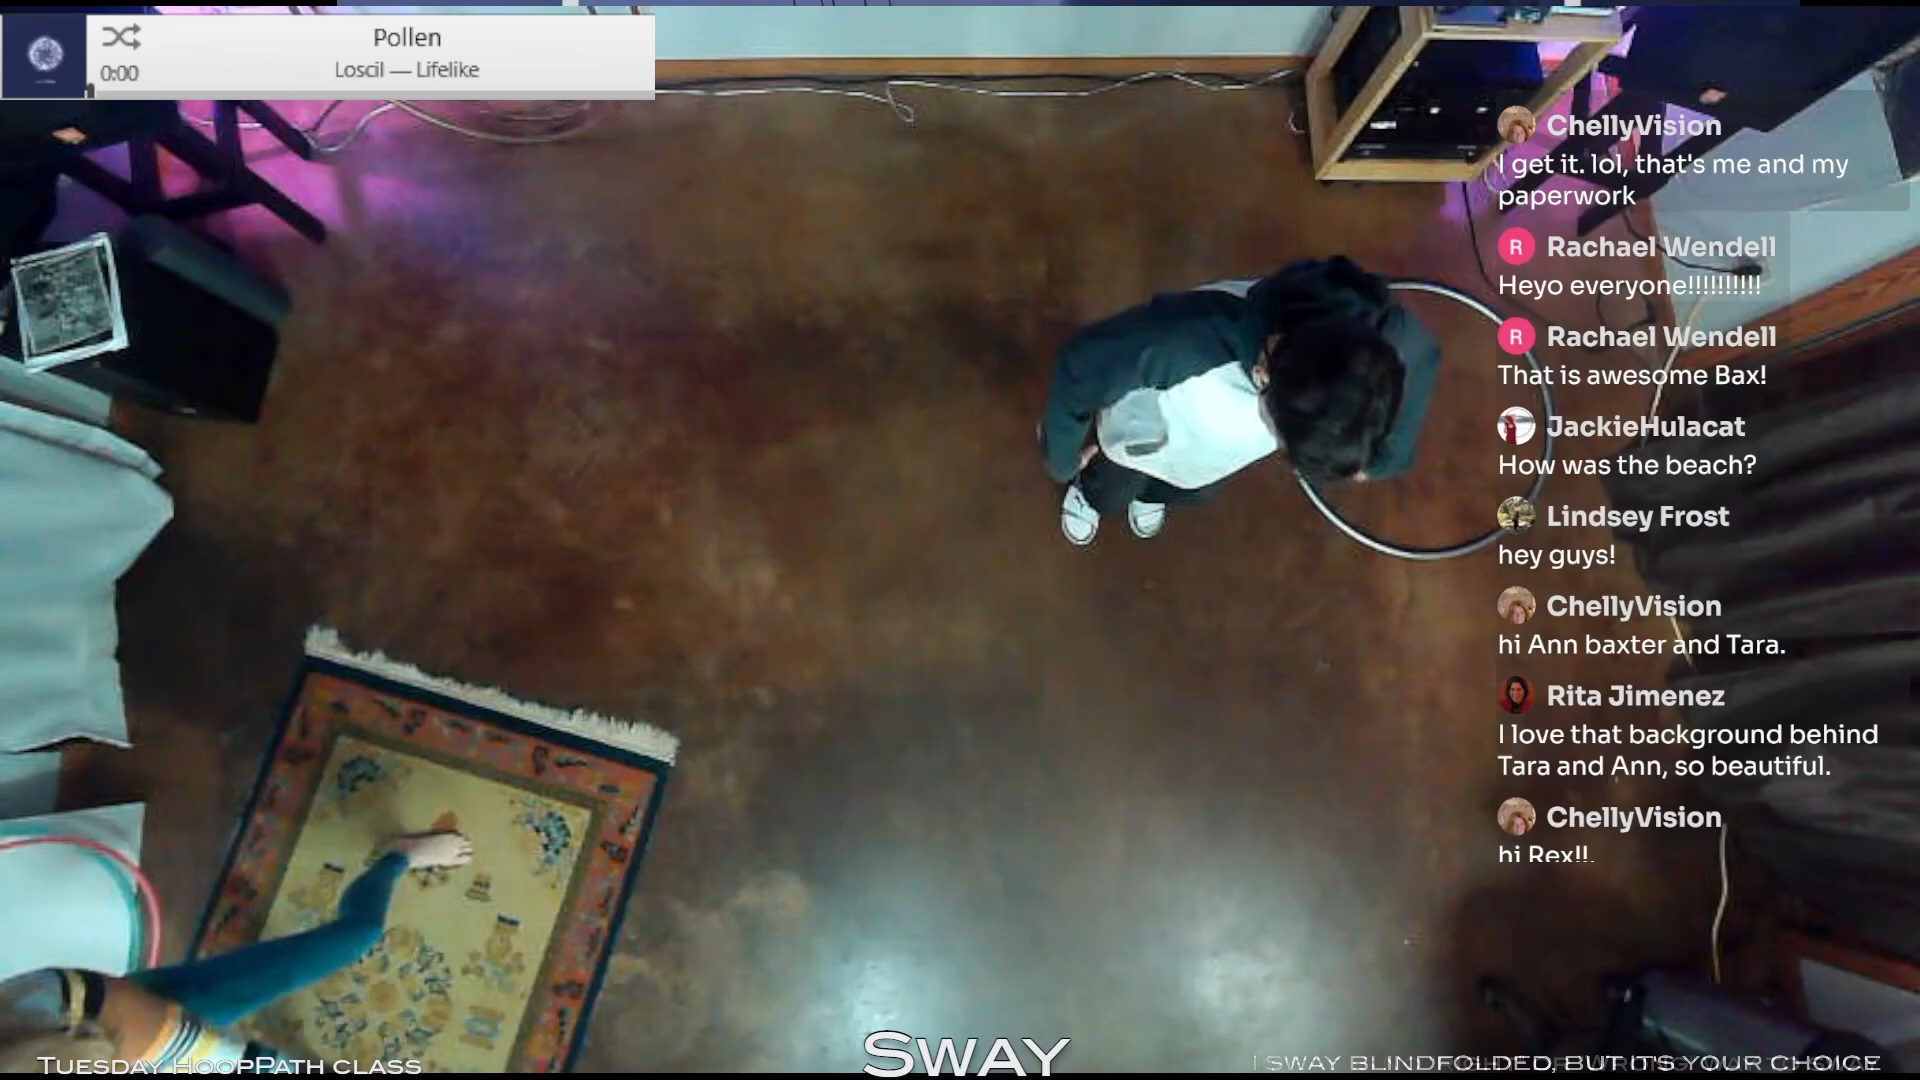 Pollen
0:00
Loscil — Lifelike
ChellyVision
I get it. lol, that's me and my
paperwork
R Rachael Wendell
Heyo everyone!!!!!!!!!!
R Rachael Wendell
That is awesome Bax!
JackieHulacat
How was the beach?
Lindsey Frost
hey guys!
ChellyVision
hi Ann baxter and Tara.
Rita Jimenez
I love that background behind
Tara and Ann, so beautiful.
ChellyVision
hi Rex!!.
Tuesday HoopPath class
Sway
I SWAY BLINDFOLDED, BUT IT'S YOUR CHOICE